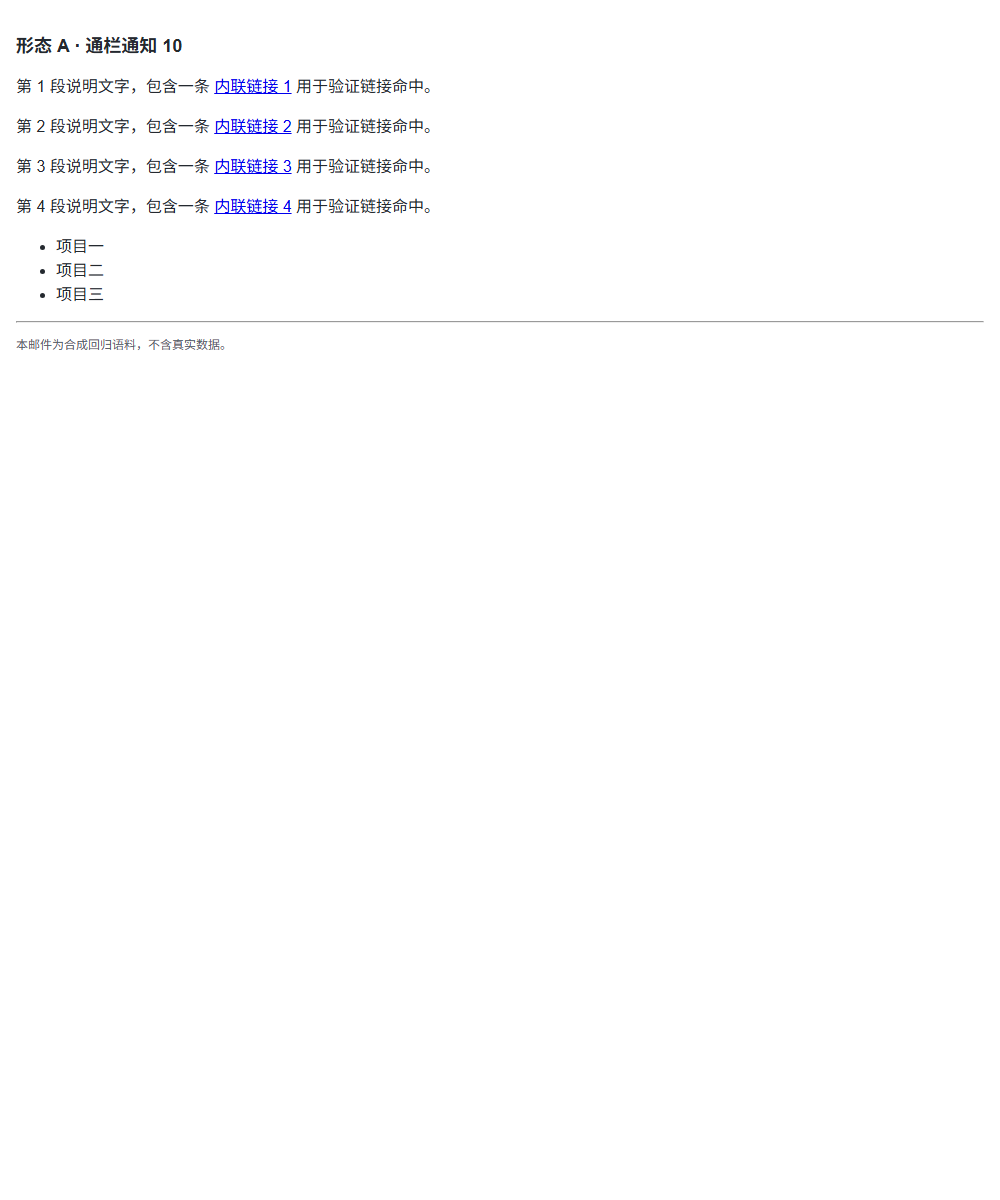 形态 A · 通栏通知 10
第 1 段说明文字，包含一条 内联链接 1 用于验证链接命中。
第 2 段说明文字，包含一条 内联链接 2 用于验证链接命中。
第 3 段说明文字，包含一条 内联链接 3 用于验证链接命中。
第 4 段说明文字，包含一条 内联链接 4 用于验证链接命中。
• 项目一
• 项目二
• 项目三
本邮件为合成回归语料，不含真实数据。